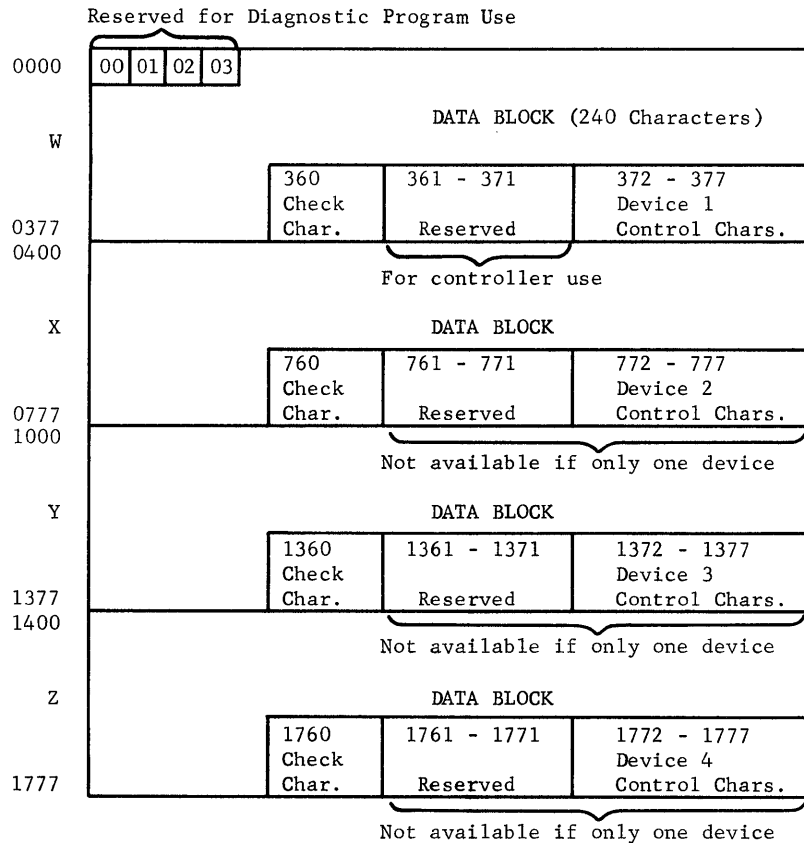 Reserved for Diagnostic Program Use
0000 00 01 02 03
DATA BLOCK (240 Characters)
W
360 361 - 371 372 - 377
Check Device 1
0377 Char. Reserved Control Chars.
0400
For controller use
X DATA BLOCK
760 761 - 771 772 - 777
Check Device 2
0777 Char. Reserved Control Chars.
1000
Not available if only one device
Y DATA BLOCK
1360 1361 - 1371 1372 - 1377
Check Device 3
1377 Char. Reserved Control Chars.
1400
Not available if only one device
Z DATA BLOCK
1760 1761 - 1771 1772 - 1777
Check Device 4
1777 Char. Reserved Control Chars.
Not available if only one device